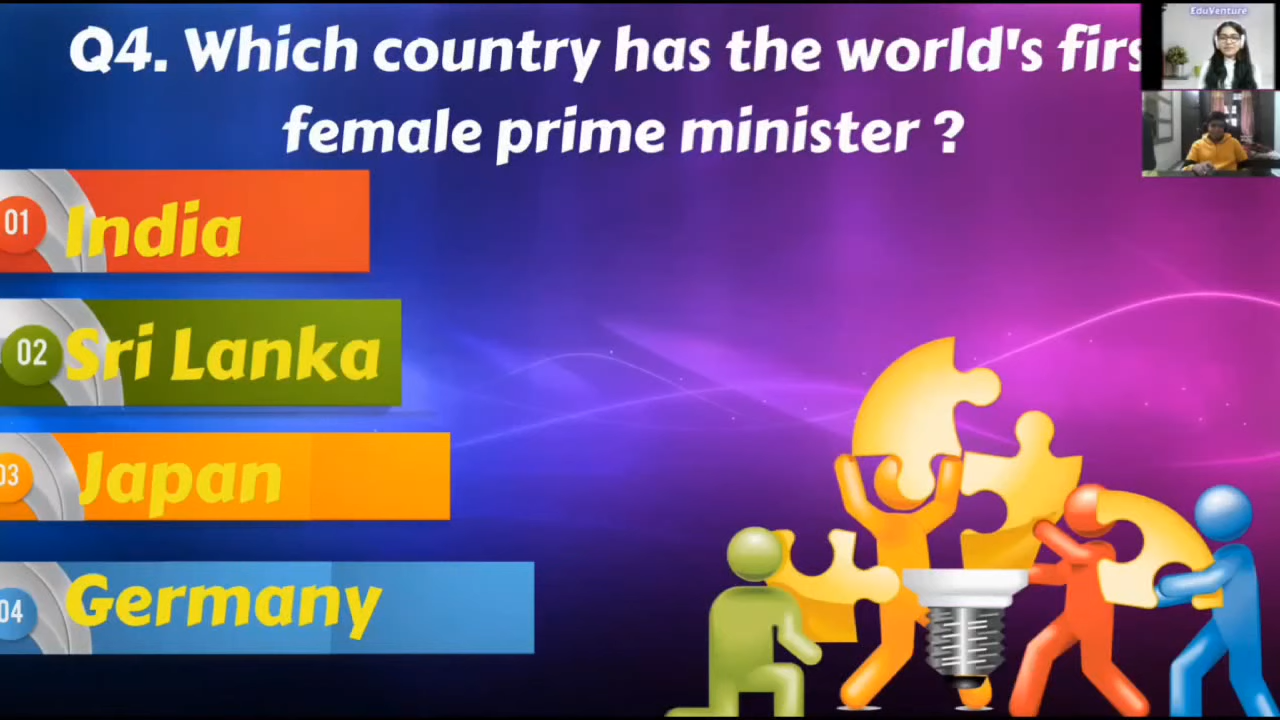 EduVenture
Q4. Which country has the world's firs
female prime minister ?
01 India
02 Sri Lanka
03 Japan
04 Germany